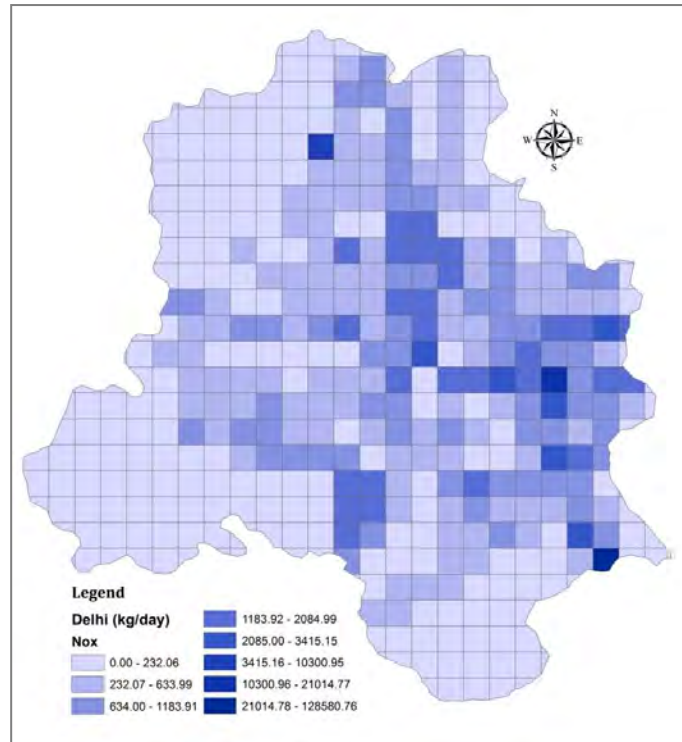 N
W E
S
Legend
Delhi (kg/day)
Nox
0.00 - 232.06
232.07 - 633.99
634.00 - 1183.91
1183.92 - 2084.99
2085.00 - 3415.15
3415.16 - 10300.95
10300.96 - 21014.77
21014.78 - 128580.76